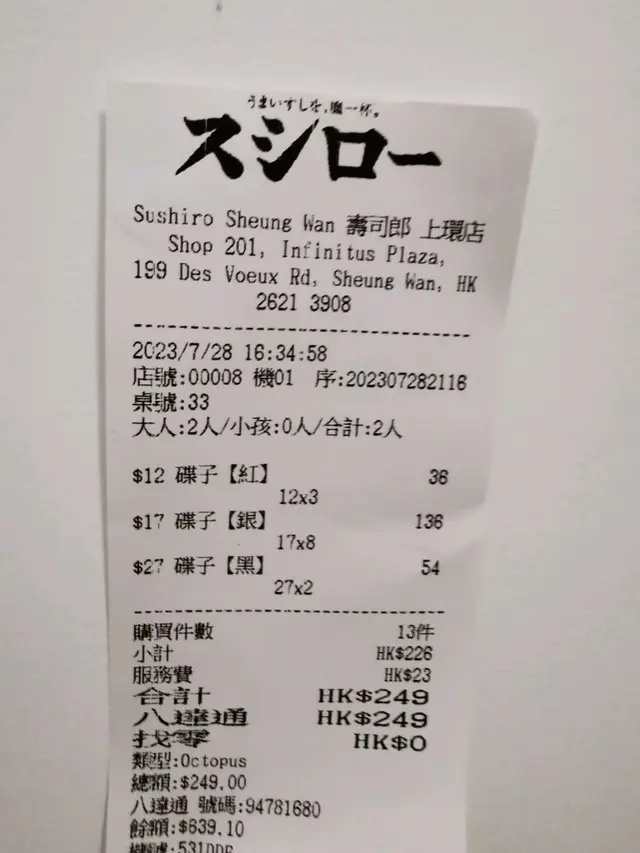 うまいすしを、腹一杯。
スシロー
Sushiro Sheung Wan 壽司郎 上環店
Shop 201, Infinitus Plaza,
199 Des Voeux Rd, Sheung Wan, HK
2621 3908
2023/7/28 16:34:58
店號:00008 機01 序:202307282116
桌號:33
大人:2人/小孩:0人/合計:2人
$12 碟子【紅】 36
12x3
$17 碟子【銀】 136
17x8
$27 碟子【黑】 54
27x2
購買件數 13件
小計 HK$226
服務費 HK$23
合計 HK$249
八達通 HK$249
找零 HK$0
類型:Octopus
總額:$249.00
八達通 號碼:94781680
餘額:$639.10